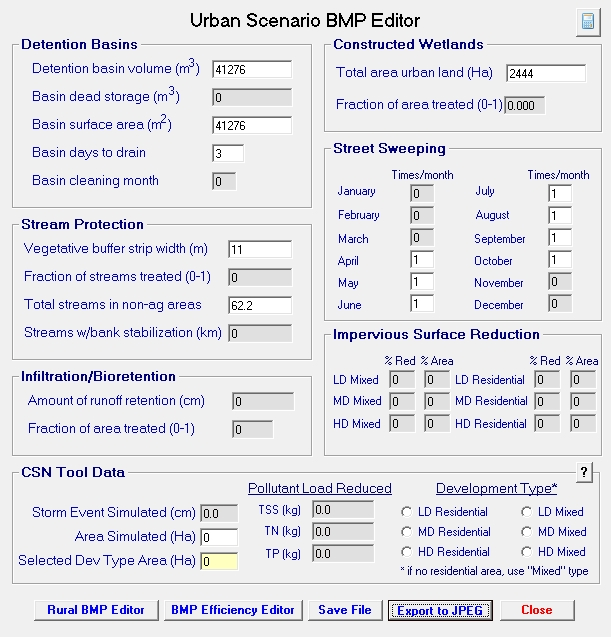 Urban Scenario BMP Editor
Detention Basins
Detention basin volume (m3) 41276
Basin dead storage (m3) 0
Basin surface area (m2) 41276
Basin days to drain 3
Basin cleaning month 0
Stream Protection
Vegetative buffer strip width (m) 11
Fraction of streams treated (0-1) 0
Total streams in non-ag areas 62.2
Streams w/bank stabilization (km) 0
Infiltration/Bioretention
Amount of runoff retention (cm) 0
Fraction of area treated (0-1) 0
Constructed Wetlands
Total area urban land (Ha) 2444
Fraction of area treated (0-1) 0.000
Street Sweeping
Times/month Times/month
January 0 July 1
February 0 August 1
March 0 September 1
April 1 October 1
May 1 November 0
June 1 December 0
Impervious Surface Reduction
% Red % Area % Red % Area
LD Mixed 0 0 LD Residential 0 0
MD Mixed 0 0 MD Residential 0 0
HD Mixed 0 0 HD Residential 0 0
CSN Tool Data ?
Storm Event Simulated (cm) 0.0
Area Simulated (Ha) 0
Selected Dev Type Area (Ha) 0
Pollutant Load Reduced
TSS (kg) 0.0
TN (kg) 0.0
TP (kg) 0.0
Development Type*
LD Residential LD Mixed
MD Residential MD Mixed
HD Residential HD Mixed
* if no residential area, use "Mixed" type
Rural BMP Editor BMP Efficiency Editor Save File Export to JPEG Close